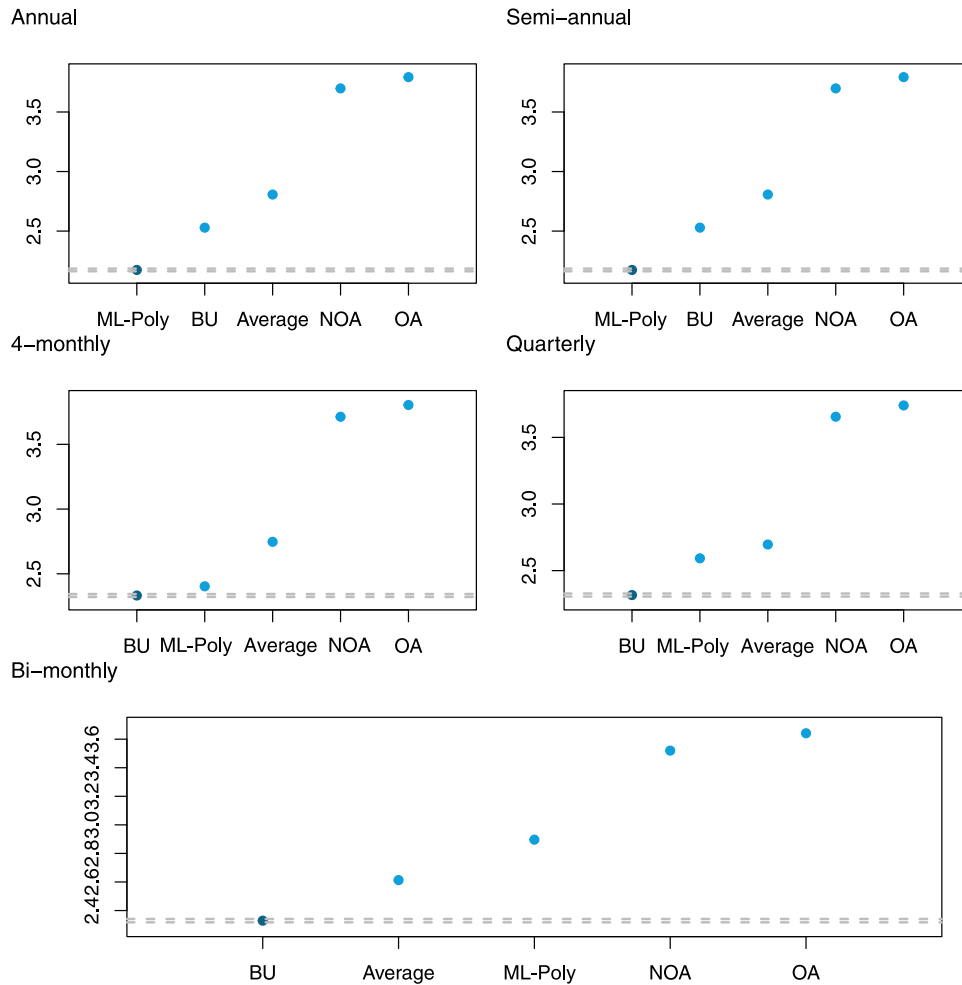 Annual
3.5
3.0
2.5
ML-Poly BU Average NOA OA
Semi−annual
3.5
3.0
2.5
ML-Poly BU Average NOA OA
4−monthly
3.5
3.0
2.5
BU ML-Poly Average NOA OA
Quarterly
3.5
3.0
2.5
BU ML-Poly Average NOA OA
Bi−monthly
2.42.62.83.03.23.43.6
BU Average ML-Poly NOA OA